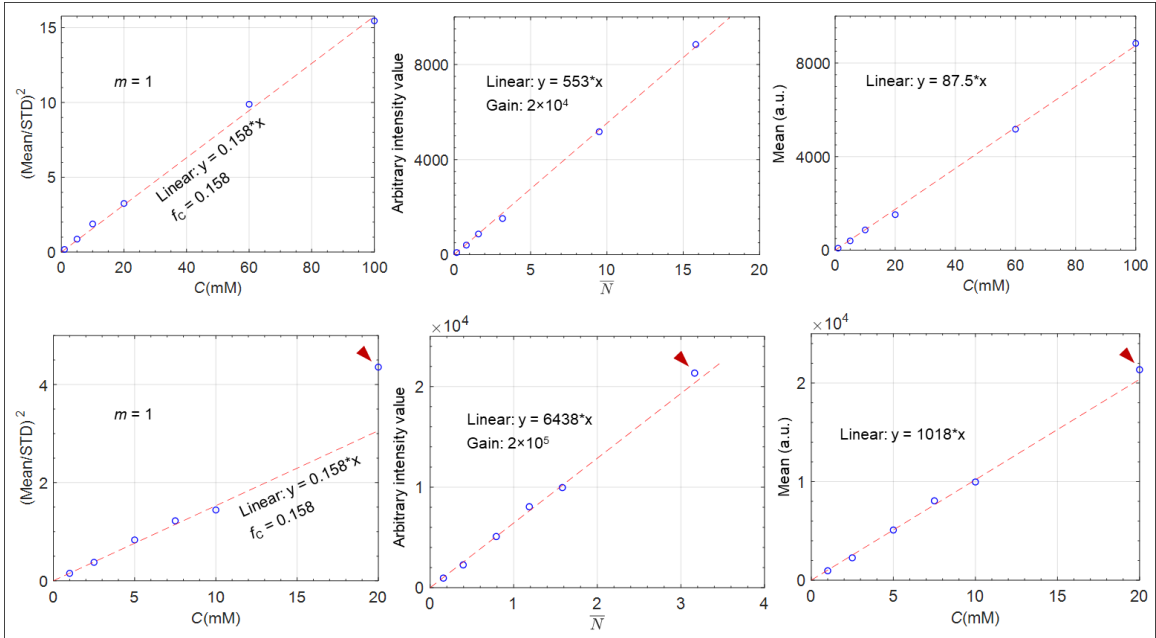 15
10
5
0
(Mean/STD)²
m = 1
Linear: y = 0.158*x
f_C = 0.158
0 20 40 60 80 100
C(mM)
8000
4000
0
Arbitrary intensity value
Linear: y = 553*x
Gain: 2×10⁴
0 5 10 15 20
N̅
8000
4000
0
Mean (a.u.)
Linear: y = 87.5*x
0 20 40 60 80 100
C(mM)
4
2
0
(Mean/STD)²
m = 1
Linear: y = 0.158*x
f_C = 0.158
0 5 10 15 20
C(mM)
×10⁴
2
1
0
Arbitrary intensity value
Linear: y = 6438*x
Gain: 2×10⁵
0 1 2 3 4
N̅
×10⁴
2
1
0
Mean (a.u.)
Linear: y = 1018*x
0 5 10 15 20
C(mM)